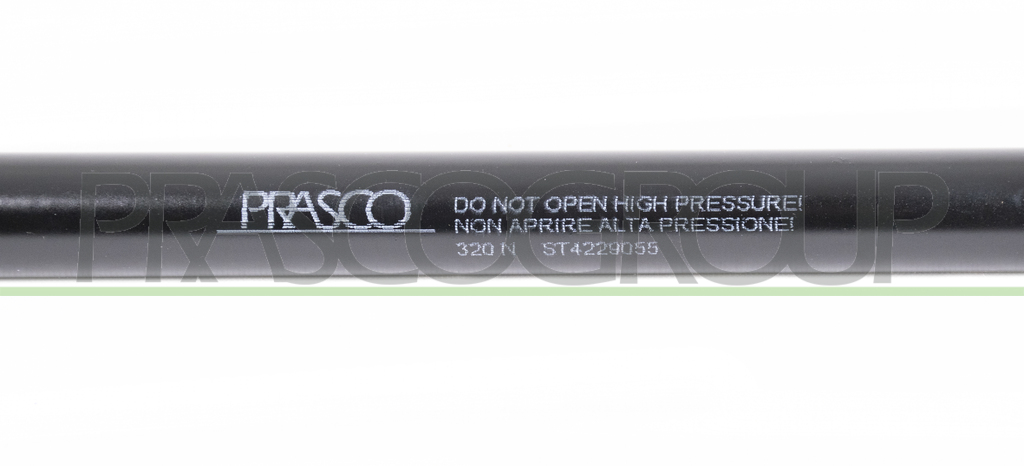 PRASCO
DO NOT OPEN HIGH PRESSURE!
NON APRIRE ALTA PRESSIONE!
320 N ST4229055
PRASCOGROUP